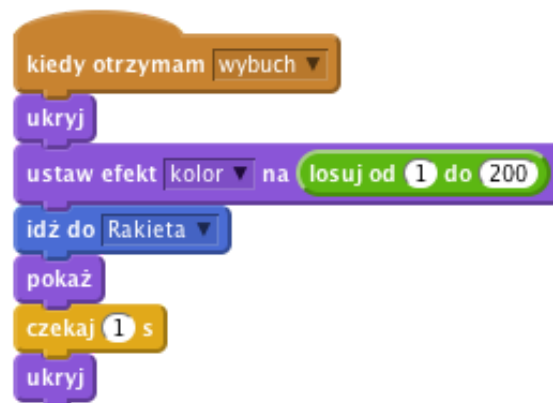 kiedy otrzymam wybuch
ukryj
ustaw efekt kolor na losuj od 1 do 200
idź do Rakieta
pokaż
czekaj 1 s
ukryj